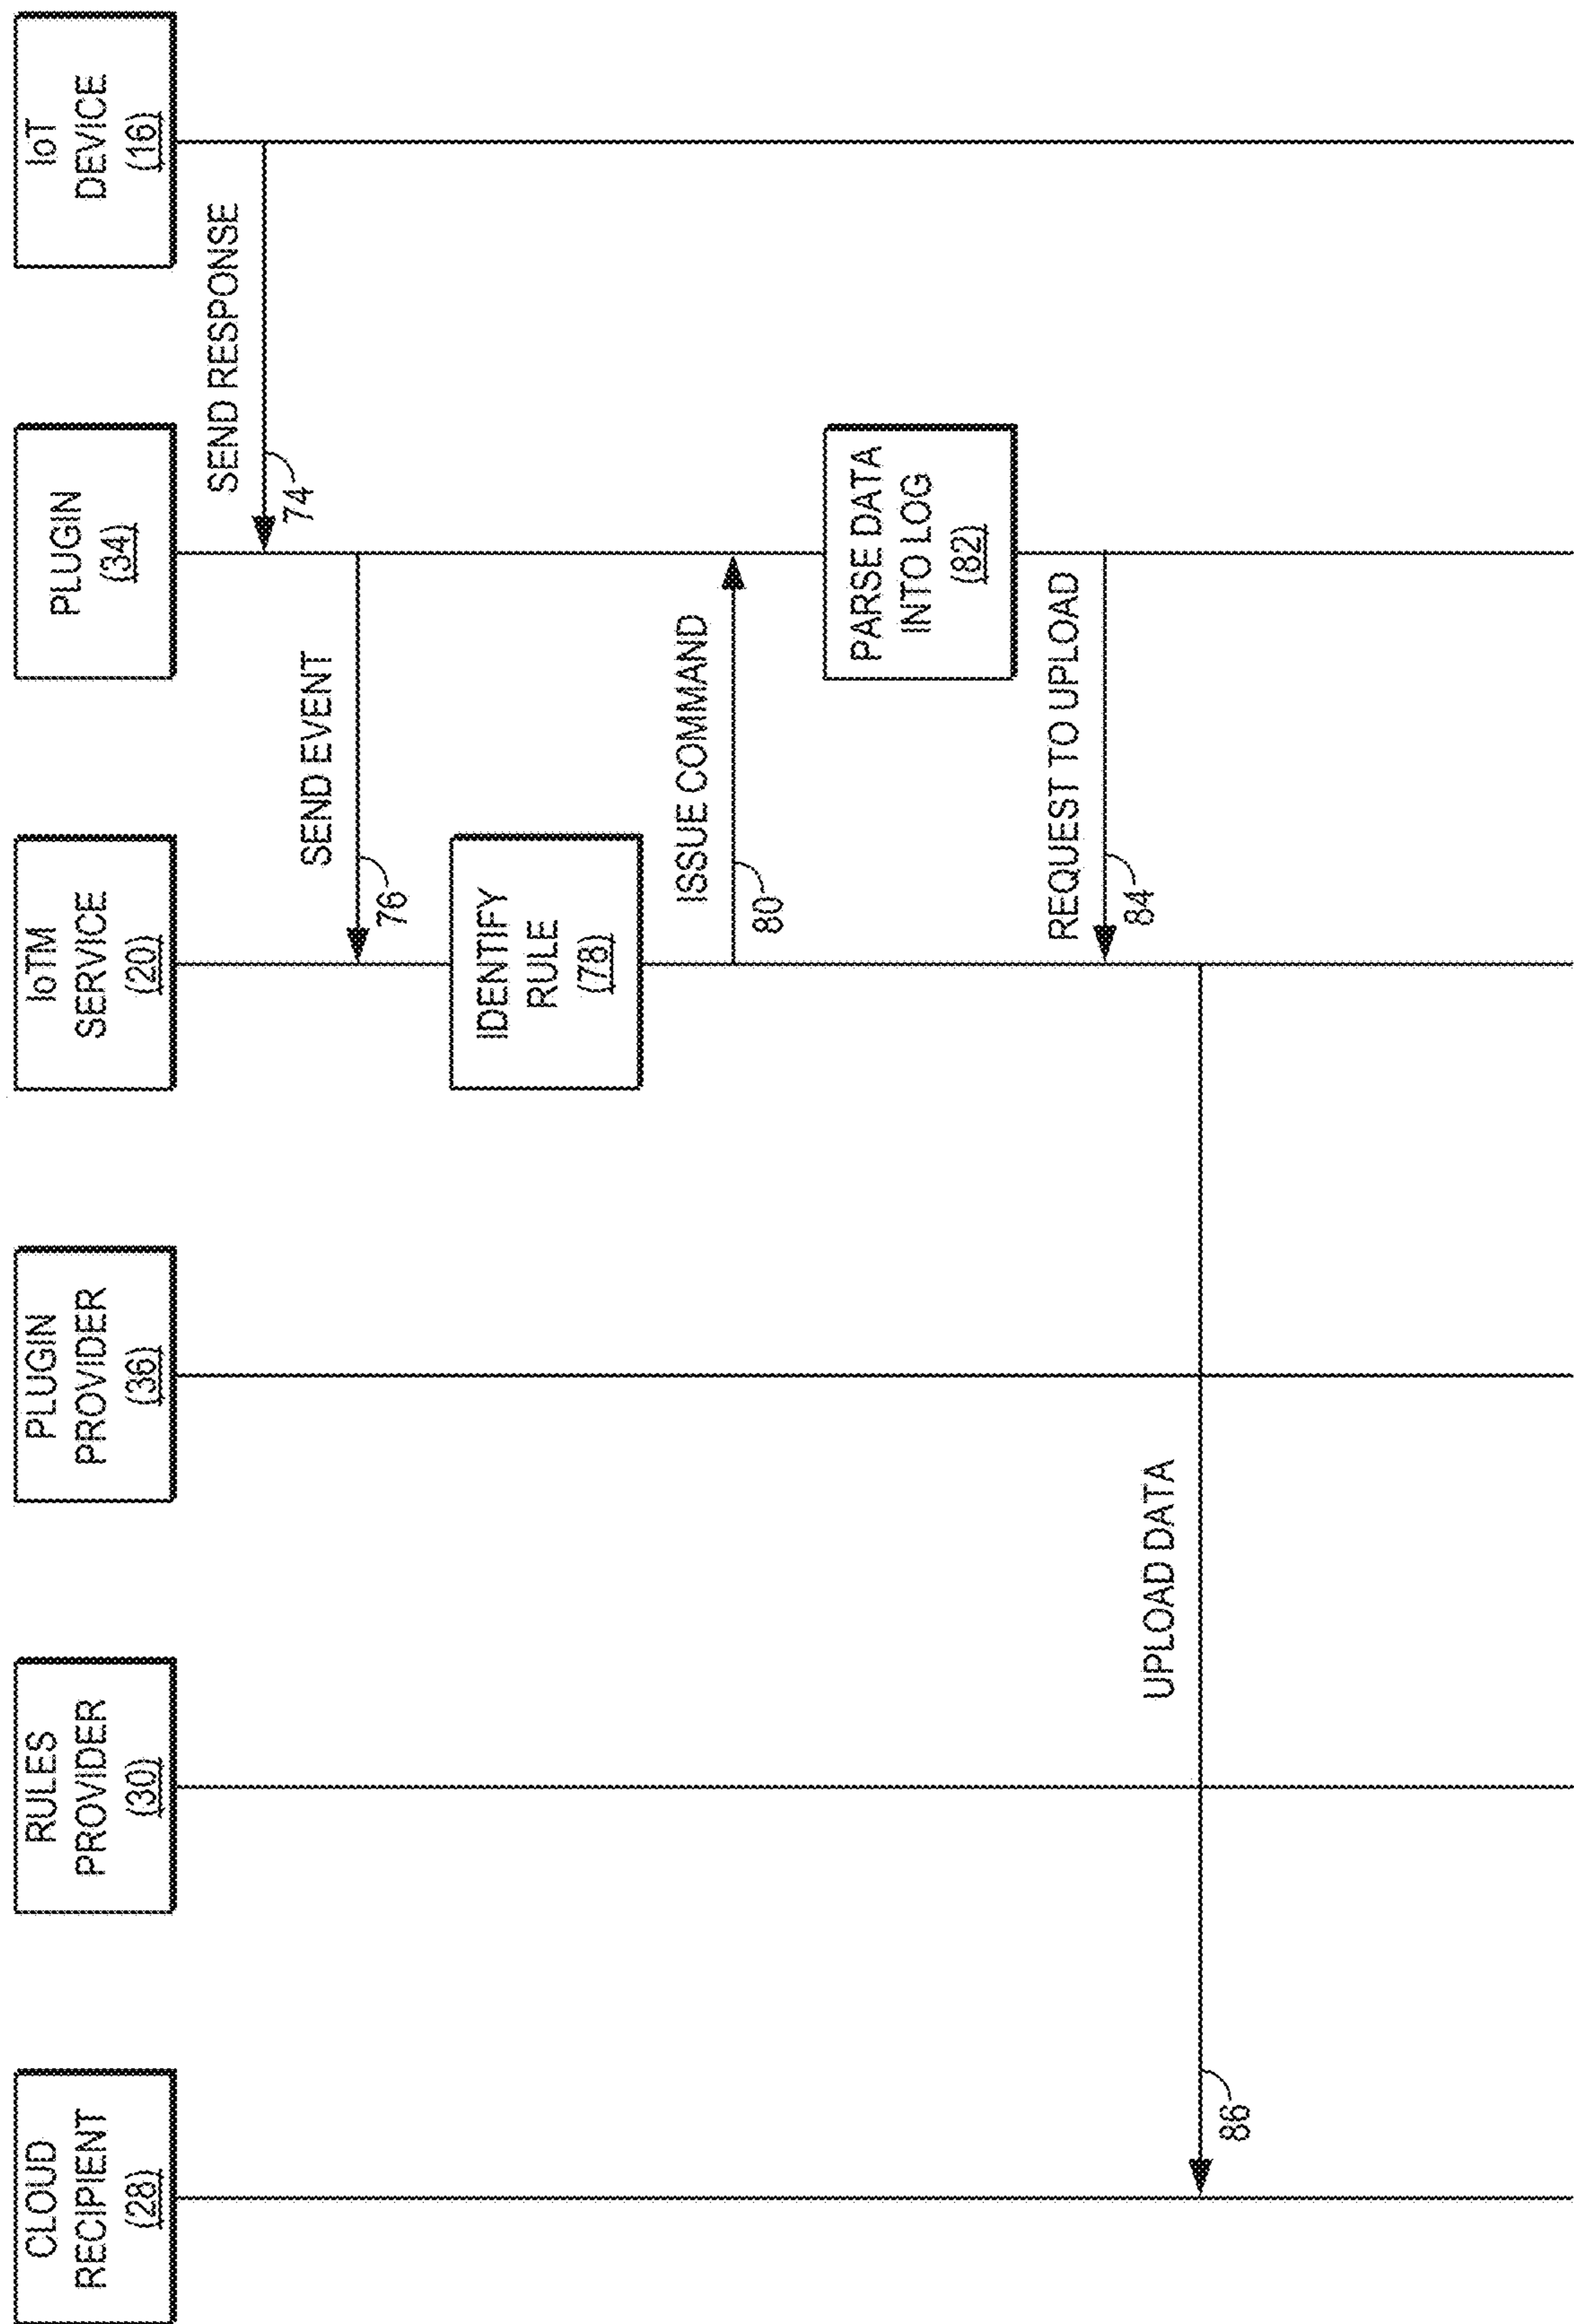 CLOUD
RECIPIENT
(28)
RULES
PROVIDER
(30)
PLUGIN
PROVIDER
(36)
IoTM
SERVICE
(20)
PLUGIN
(34)
IoT
DEVICE
(16)
SEND RESPONSE
74
SEND EVENT
76
IDENTIFY
RULE
(78)
ISSUE COMMAND
80
PARSE DATA
INTO LOG
(82)
REQUEST TO UPLOAD
84
UPLOAD DATA
86